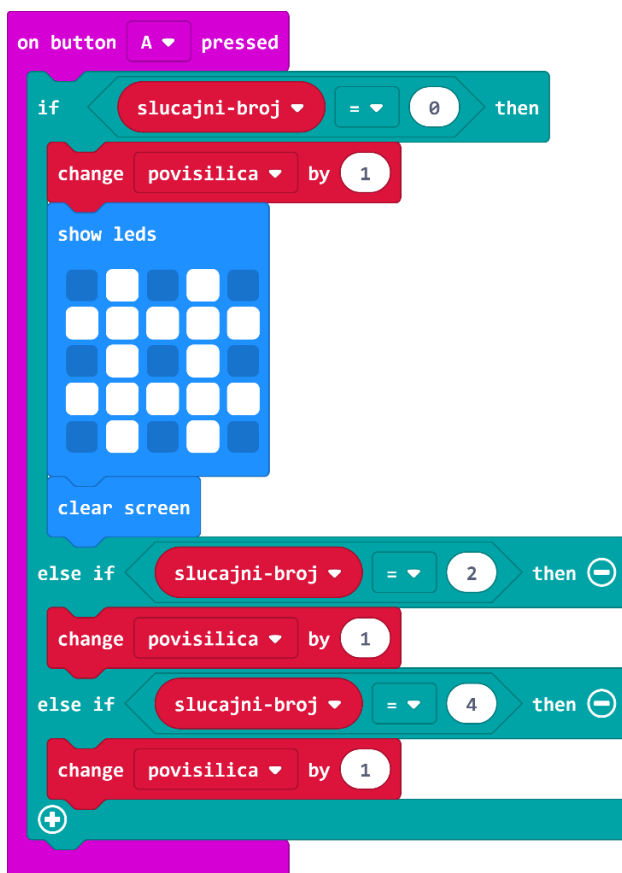 on button A pressed
if slucajni-broj = 0 then
change povisilica by 1
show leds
clear screen
else if slucajni-broj = 2 then
change povisilica by 1
else if slucajni-broj = 4 then
change povisilica by 1